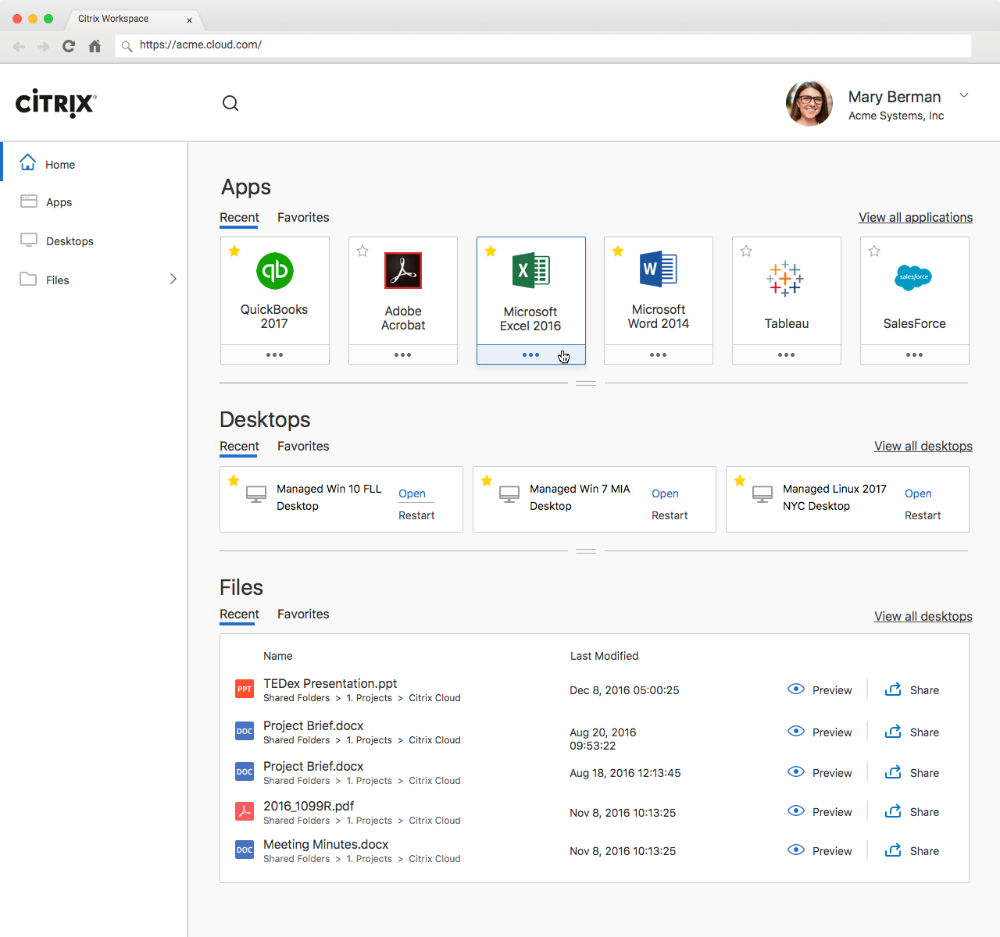 Citrix Workspace
https://acme.cloud.com/
CİTRIX®
Mary Berman
Acme Systems, Inc
Home
Apps
Desktops
Files
Apps
Recent Favorites View all applications
QuickBooks
2017
Adobe
Acrobat
Microsoft
Excel 2016
Microsoft
Word 2014
Tableau
salesforce
SalesForce
Desktops
Recent Favorites View all desktops
Managed Win 10 FLL
Desktop
Open
Restart
Managed Win 7 MIA
Desktop
Open
Restart
Managed Linux 2017
NYC Desktop
Open
Restart
Files
Recent Favorites View all desktops
Name Last Modified
PPT TEDex Presentation.ppt
Shared Folders > 1. Projects > Citrix Cloud
Dec 8, 2016 05:00:25 Preview Share
DOC Project Brief.docx
Shared Folders > 1. Projects > Citrix Cloud
Aug 20, 2016
09:53:22
Preview Share
DOC Project Brief.docx
Shared Folders > 1. Projects > Citrix Cloud
Aug 18, 2016 12:13:45 Preview Share
2016_1099R.pdf
Shared Folders > 1. Projects > Citrix Cloud
Nov 8, 2016 10:13:25 Preview Share
DOC Meeting Minutes.docx
Shared Folders > 1. Projects > Citrix Cloud
Nov 8, 2016 10:13:25 Preview Share